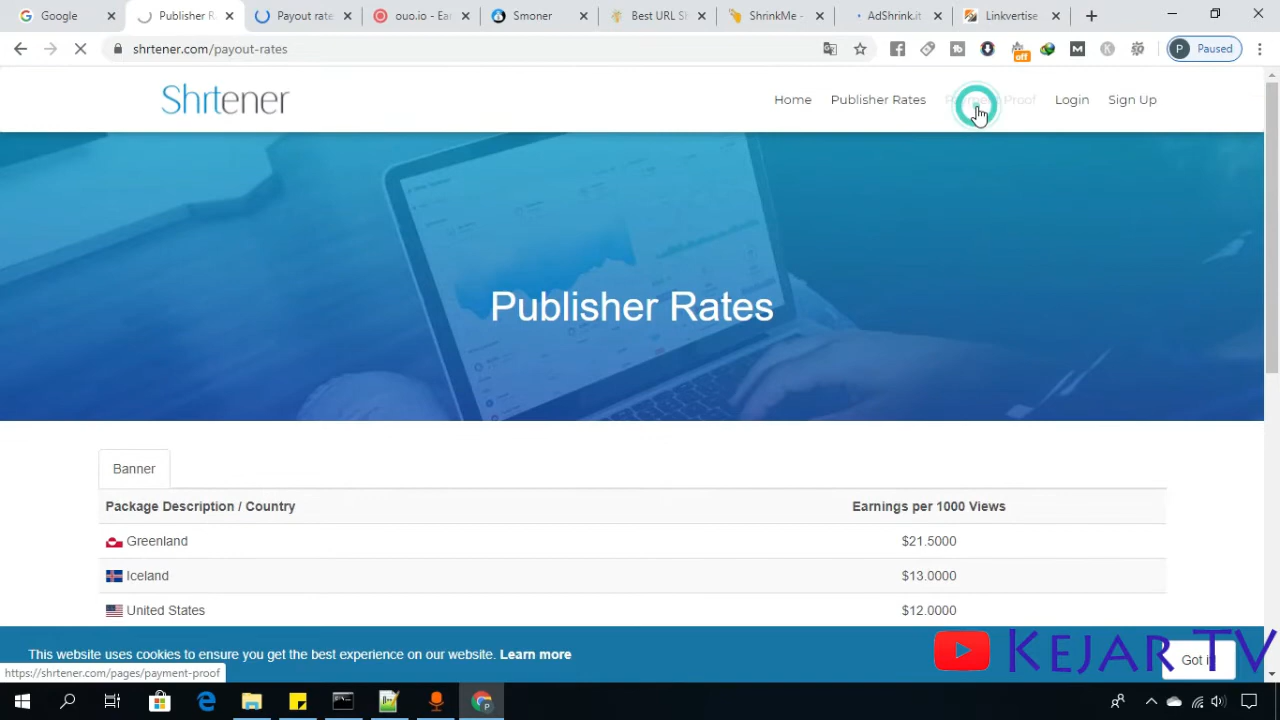 Google
Publisher R
Payout rate
ouo.io - Ear
Smoner
Best URL Sh
ShrinkMe -
AdShrink.it
Linkvertise
shrtener.com/payout-rates
off
P Paused
Shrtener
Home
Publisher Rates
Payment Proof
Login
Sign Up
Publisher Rates
Banner
Package Description / Country
Earnings per 1000 Views
Greenland
$21.5000
Iceland
$13.0000
United States
$12.0000
This website uses cookies to ensure you get the best experience on our website. Learn more
Got it!
KEJAR TV
https://shrtener.com/pages/payment-proof